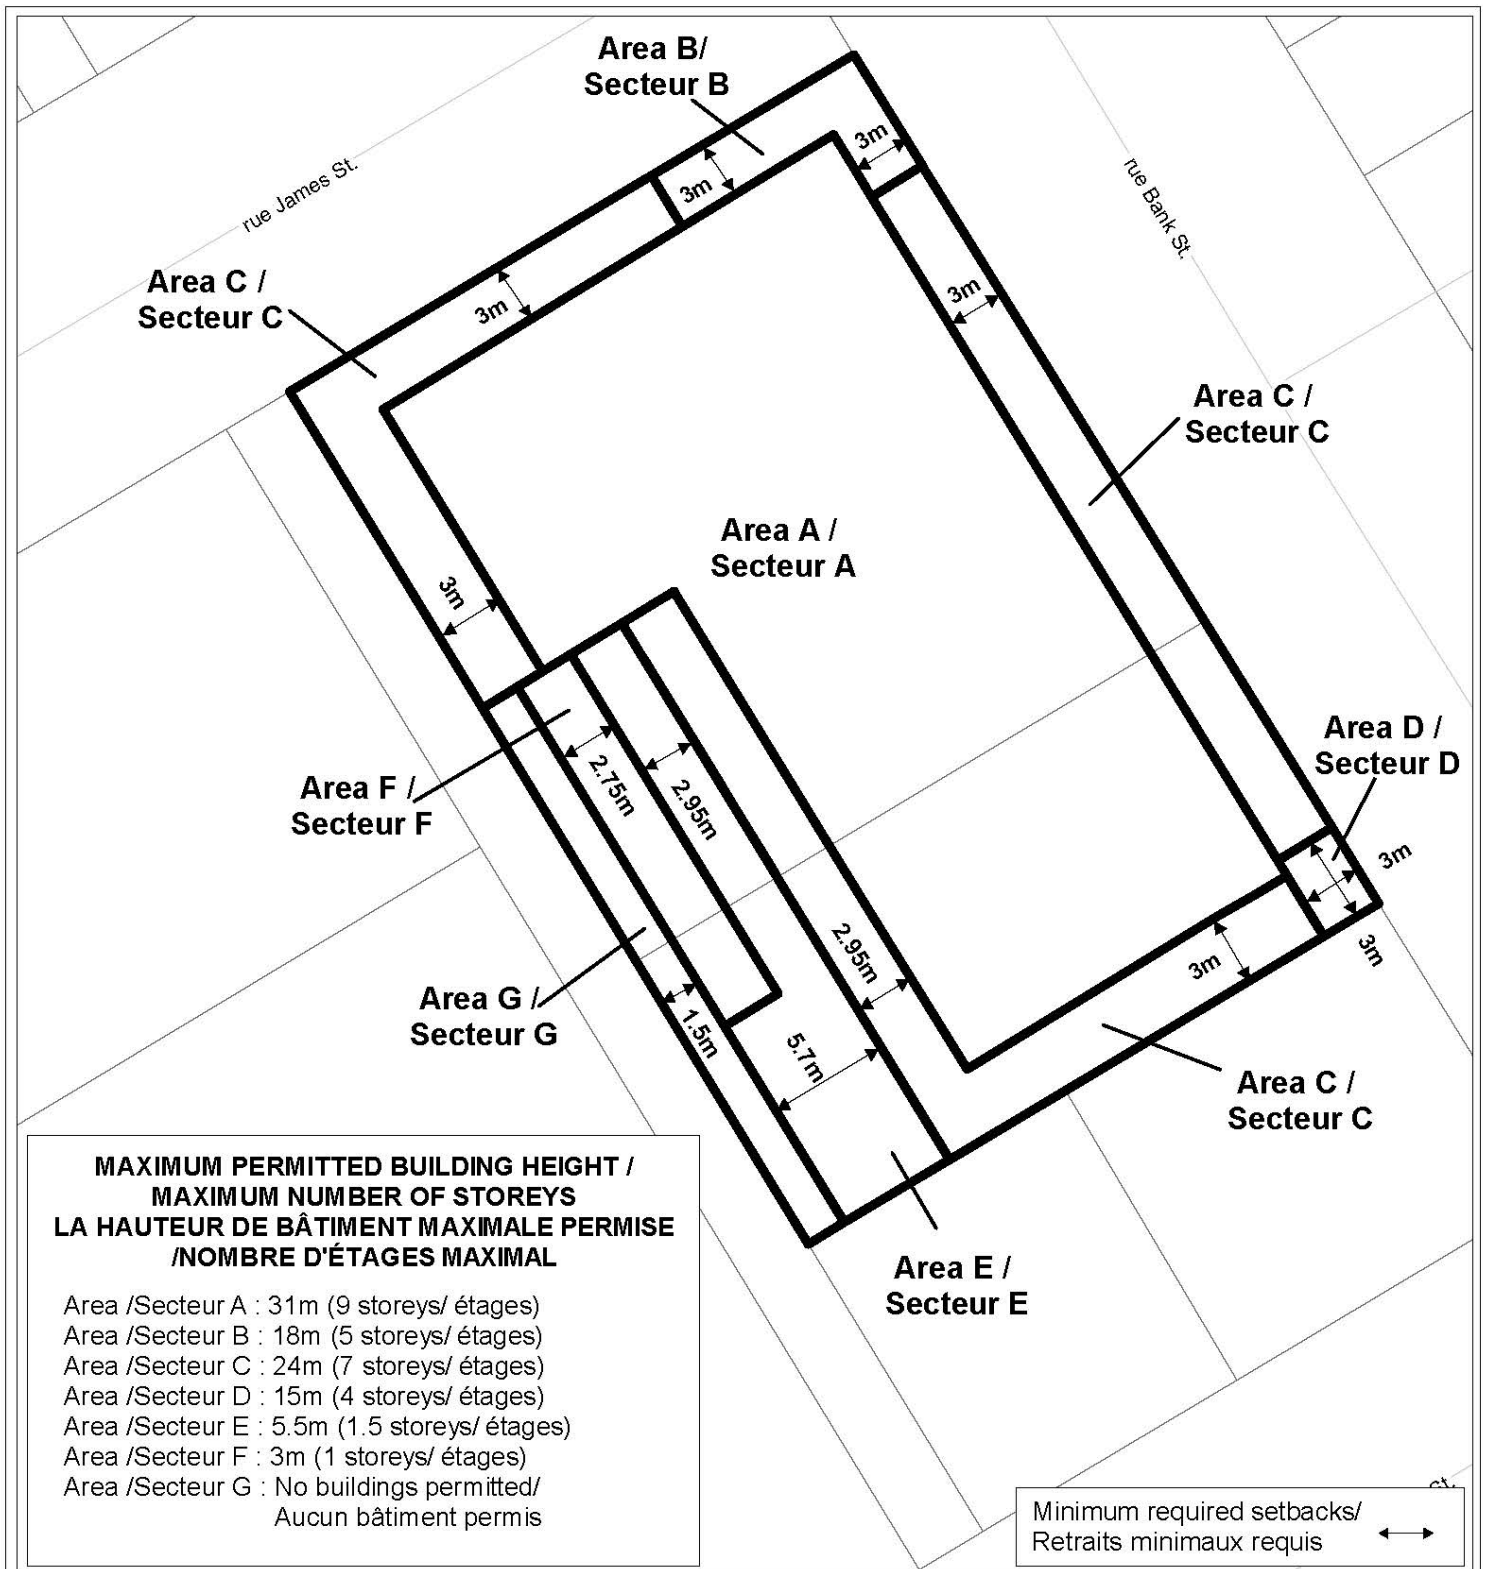 Area B/
Secteur B
3m
3m
rue James St.
rue Bank St.
Area C /
Secteur C
3m
3m
Area C /
Secteur C
Area A /
Secteur A
3m
Area D /
Secteur D
Area F /
Secteur F
2.75m
2.95m
3m
3m
2.95m
3m
Area G /
Secteur G
1.5m
5.7m
Area C /
Secteur C
Area E /
Secteur E
MAXIMUM PERMITTED BUILDING HEIGHT /
MAXIMUM NUMBER OF STOREYS
LA HAUTEUR DE BÂTIMENT MAXIMALE PERMISE
/NOMBRE D'ÉTAGES MAXIMAL
Area /Secteur A : 31m (9 storeys/ étages)
Area /Secteur B : 18m (5 storeys/ étages)
Area /Secteur C : 24m (7 storeys/ étages)
Area /Secteur D : 15m (4 storeys/ étages)
Area /Secteur E : 5.5m (1.5 storeys/ étages)
Area /Secteur F : 3m (1 storeys/ étages)
Area /Secteur G : No buildings permitted/
Aucun bâtiment permis
St.
Minimum required setbacks/
Retraits minimaux requis